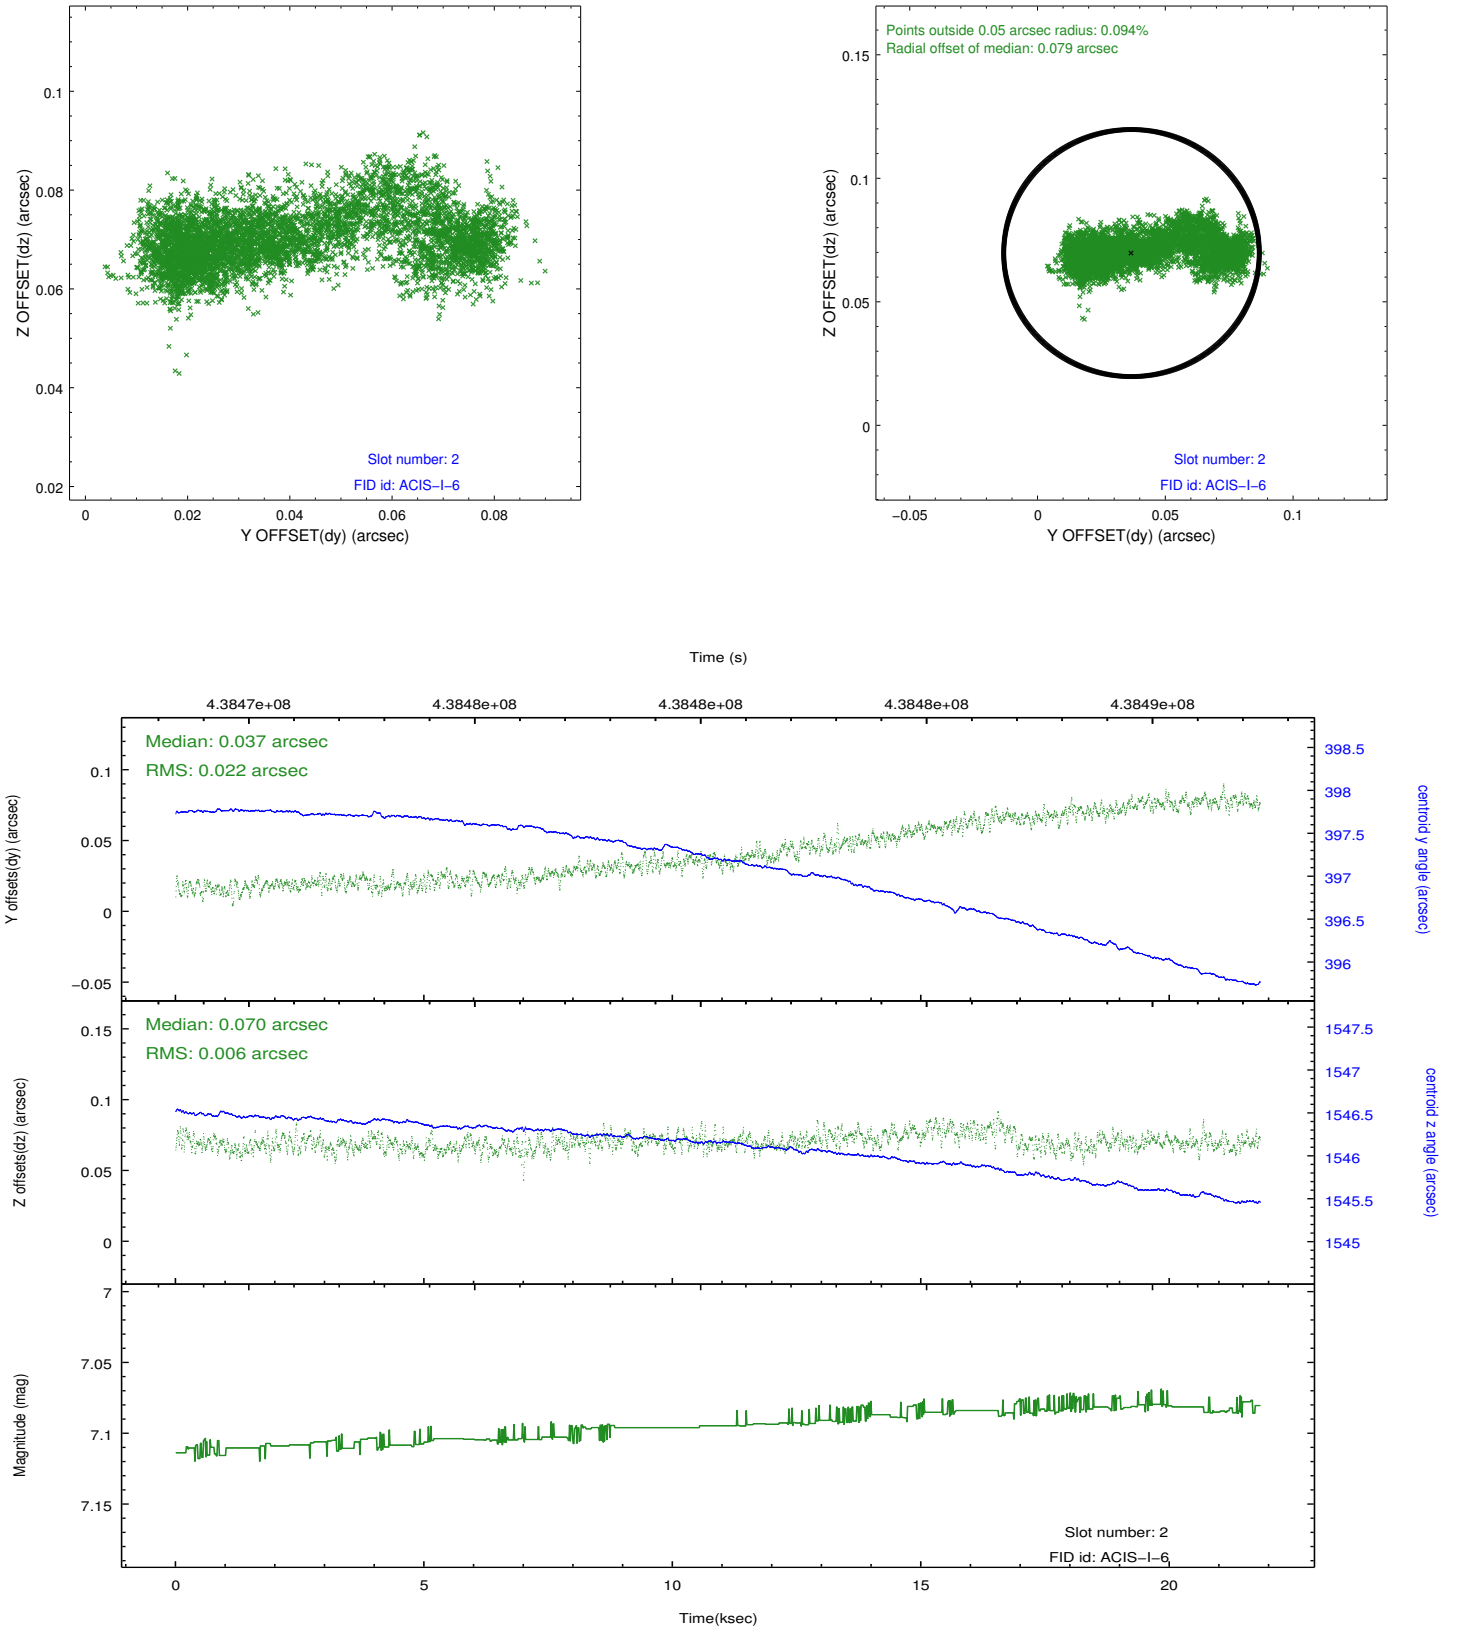 0.1
0.08
0.06
0.04
0.02
Z OFFSET(dz) (arcsec)
Slot number: 2
FID id: ACIS−I−6
0 0.02 0.04 0.06 0.08
Y OFFSET(dy) (arcsec)
Points outside 0.05 arcsec radius: 0.094%
Radial offset of median: 0.079 arcsec
0.15
0.1
0.05
0
Z OFFSET(dz) (arcsec)
Slot number: 2
FID id: ACIS−I−6
−0.05 0 0.05 0.1
Y OFFSET(dy) (arcsec)
Time (s)
4.3847e+08 4.3848e+08 4.3848e+08 4.3848e+08 4.3849e+08
Median: 0.037 arcsec
RMS: 0.022 arcsec
0.1
0.05
0
−0.05
Y offsets(dy) (arcsec)
398.5
398
397.5
397
396.5
396
centroid y angle (arcsec)
Median: 0.070 arcsec
RMS: 0.006 arcsec
0.15
0.1
0.05
0
Z offsets(dz) (arcsec)
1547.5
1547
1546.5
1546
1545.5
1545
centroid z angle (arcsec)
7
7.05
7.1
7.15
Magnitude (mag)
Slot number: 2
FID id: ACIS−I−6
0 5 10 15 20
Time(ksec)